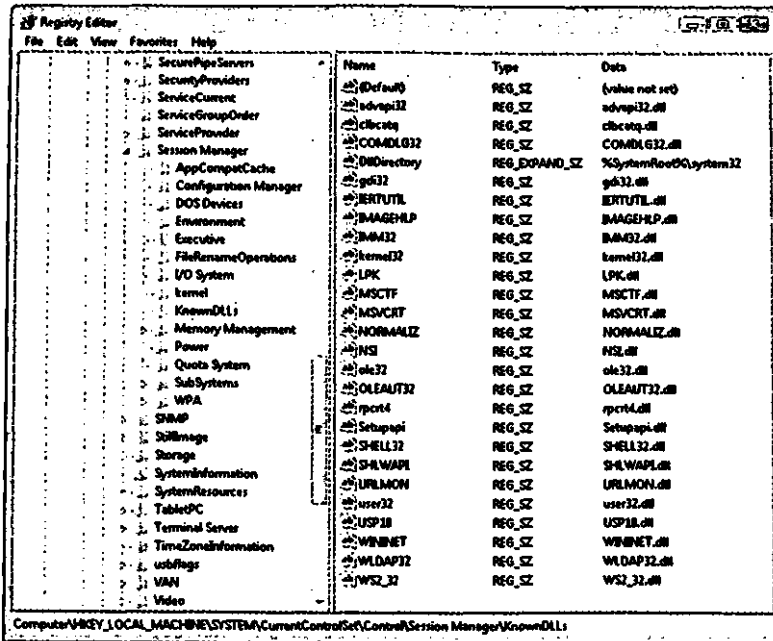 Registry Editor
File Edit View Favorites Help
SecurePipeServers
SecurityProviders
ServiceCurrent
ServiceGroupOrder
ServiceProvider
Session Manager
AppCompatCache
Configuration Manager
DOS Devices
Environment
Executive
FileRenameOperations
I/O System
kernel
KnownDLLs
Memory Management
Power
Quota System
SubSystems
WPA
SNMP
StillImage
Storage
SystemInformation
SystemResources
TabletPC
Terminal Server
TimeZoneInformation
usbflags
VAN
Video
Name Type Data
(Default) REG_SZ (value not set)
advapi32 REG_SZ advapi32.dll
clbcatq REG_SZ clbcatq.dll
COMDLG32 REG_SZ COMDLG32.dll
DllDirectory REG_EXPAND_SZ %SystemRoot%\system32
gdi32 REG_SZ gdi32.dll
IERTUTIL REG_SZ IERTUTIL.dll
IMAGEHLP REG_SZ IMAGEHLP.dll
IMM32 REG_SZ IMM32.dll
kernel32 REG_SZ kernel32.dll
LPK REG_SZ LPK.dll
MSCTF REG_SZ MSCTF.dll
MSVCRT REG_SZ MSVCRT.dll
NORMALIZ REG_SZ NORMALIZ.dll
NSI REG_SZ NSI.dll
ole32 REG_SZ ole32.dll
OLEAUT32 REG_SZ OLEAUT32.dll
rpcrt4 REG_SZ rpcrt4.dll
Setupapi REG_SZ Setupapi.dll
SHELL32 REG_SZ SHELL32.dll
SHLWAPI REG_SZ SHLWAPI.dll
URLMON REG_SZ URLMON.dll
user32 REG_SZ user32.dll
USP10 REG_SZ USP10.dll
WININET REG_SZ WININET.dll
WLDAP32 REG_SZ WLDAP32.dll
WS2_32 REG_SZ WS2_32.dll
Computer\HKEY_LOCAL_MACHINE\SYSTEM\CurrentControlSet\Control\Session Manager\KnownDLLs